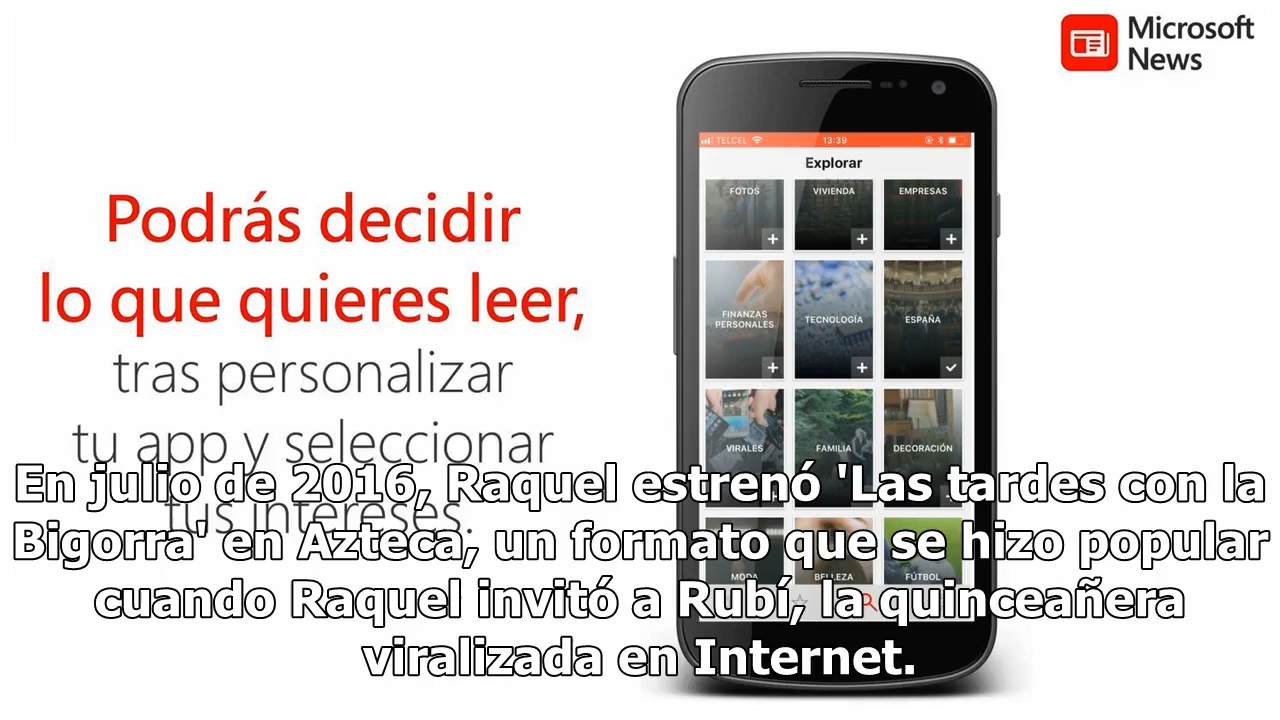 Microsoft
News
Podrás decidir
lo que quieres leer,
tras personalizar
tu app y seleccionar
tus intereses.
TELCEL 13:39
Explorar
FOTOS VIVIENDA EMPRESAS
FINANZAS PERSONALES TECNOLOGÍA ESPAÑA
VIRALES FAMILIA DECORACIÓN
MODA BELLEZA FÚTBOL
En julio de 2016, Raquel estrenó 'Las tardes con la
Bigorra' en Azteca, un formato que se hizo popular
cuando Raquel invitó a Rubí, la quinceañera
viralizada en Internet.